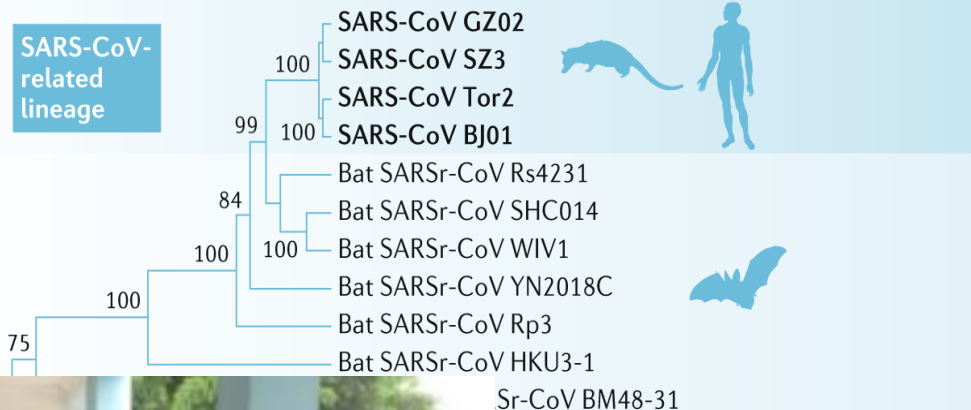 SARS-CoV-
related
lineage
SARS-CoV GZ02
SARS-CoV SZ3
SARS-CoV Tor2
SARS-CoV BJ01
Bat SARSr-CoV Rs4231
Bat SARSr-CoV SHC014
Bat SARSr-CoV WIV1
Bat SARSr-CoV YN2018C
Bat SARSr-CoV Rp3
Bat SARSr-CoV HKU3-1
Sr-CoV BM48-31
100
100
99
84
100
100
100
75